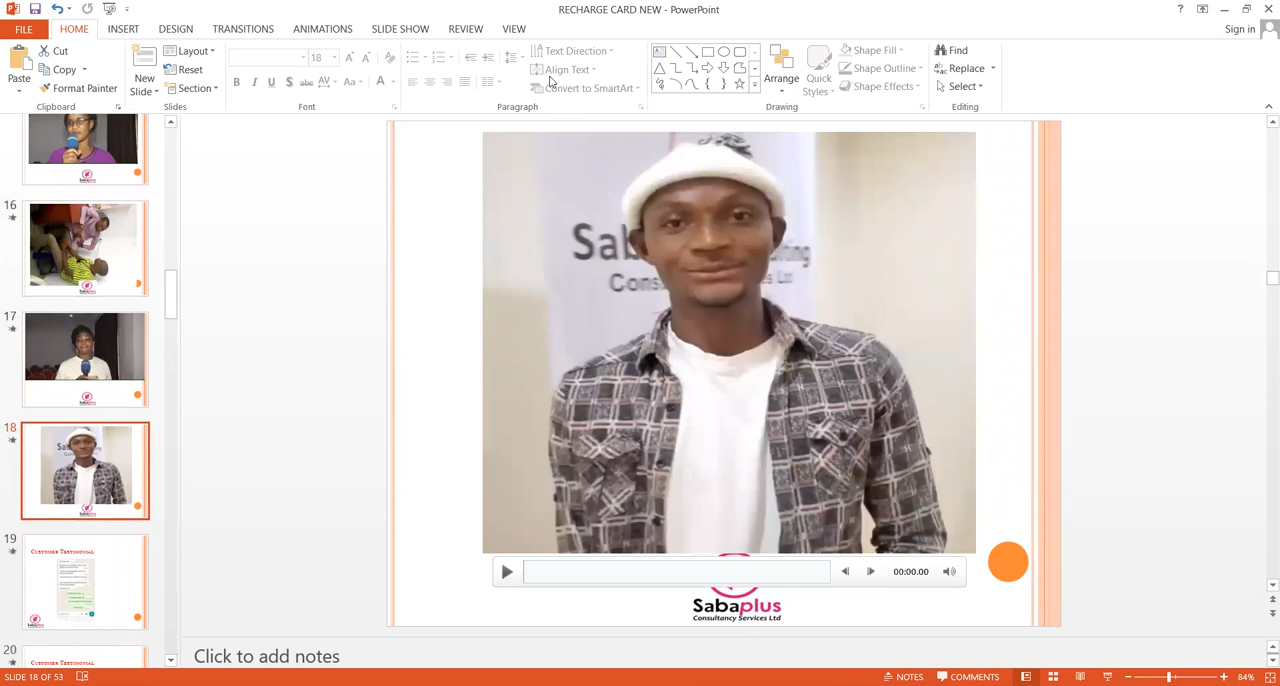 RECHARGE CARD NEW - PowerPoint
Sign in
FILE HOME INSERT DESIGN TRANSITIONS ANIMATIONS SLIDE SHOW REVIEW VIEW
Paste
Cut
Copy
Format Painter
Clipboard
New
Slide
Layout
Reset
Section
Slides
18
Font
Text Direction
Align Text
Convert to SmartArt
Paragraph
Arrange
Quick
Styles
Shape Fill
Shape Outline
Shape Effects
Drawing
Find
Replace
Select
Editing
16
17
18
19
CUSTOMER TESTIMONIAL
20
CUSTOMER TESTIMONIAL
00:00.00
Sabaplus
Consultancy Services Ltd
Click to add notes
SLIDE 18 OF 53
NOTES
COMMENTS
84%